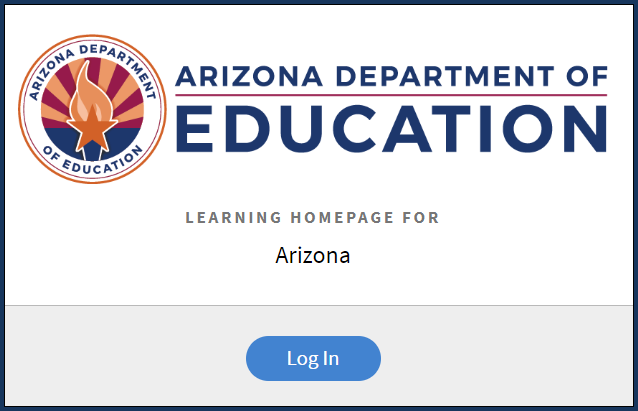 ARIZONA DEPARTMENT
OF EDUCATION
ARIZONA DEPARTMENT OF
EDUCATION
LEARNING HOMEPAGE FOR
Arizona
Log In